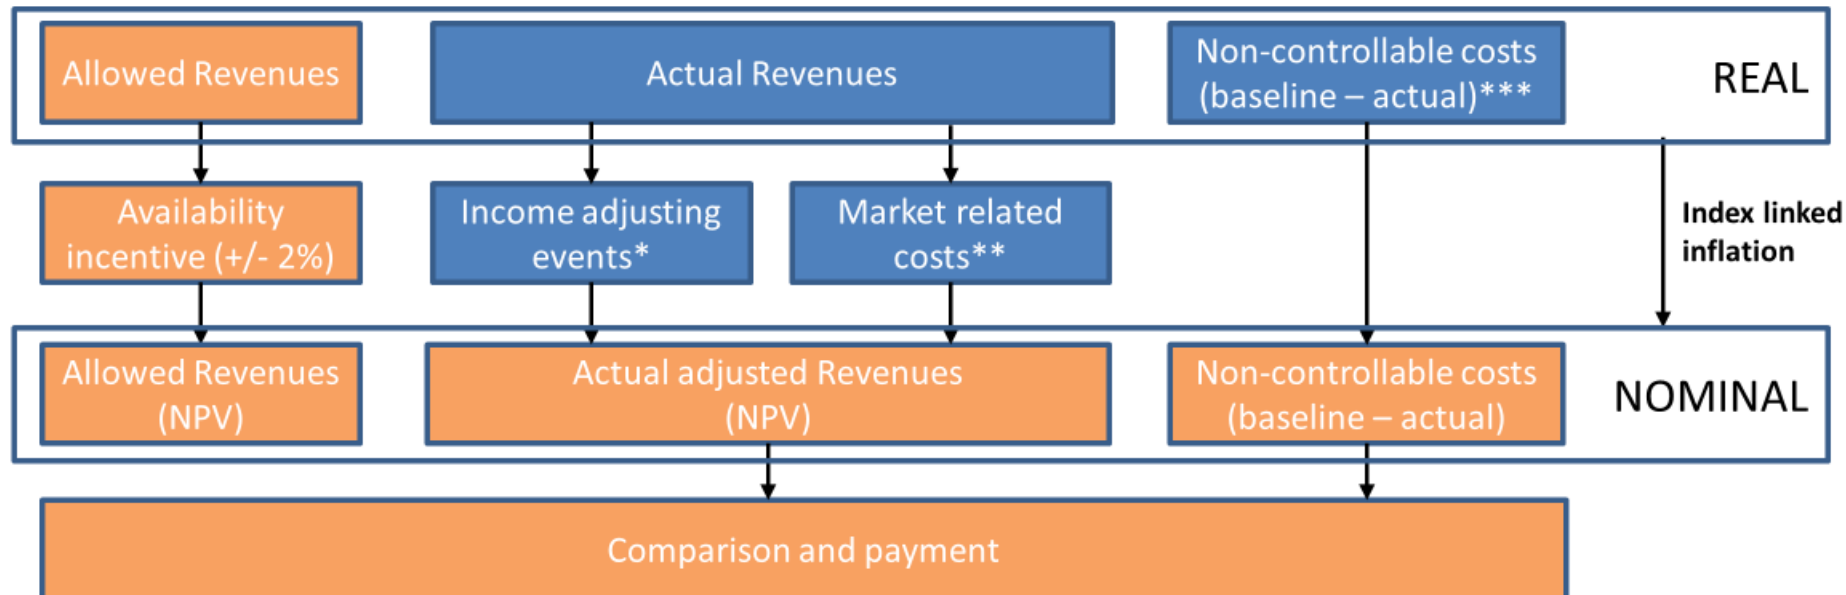 Allowed Revenues
Actual Revenues
Non-controllable costs
(baseline – actual)***
REAL
Availability
incentive (+/- 2%)
Income adjusting
events*
Market related
costs**
Index linked
inflation
Allowed Revenues
(NPV)
Actual adjusted Revenues
(NPV)
Non-controllable costs
(baseline – actual)
NOMINAL
Comparison and payment